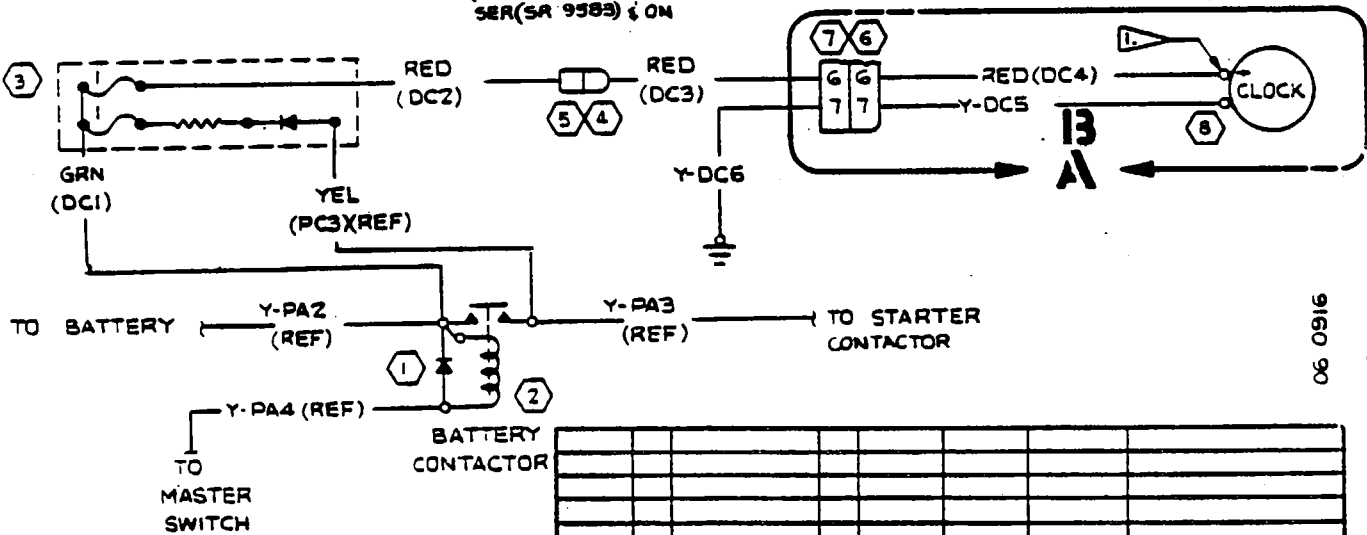 SER(SR 9583) & ON
7 6
1.
3
RED
(DC2)
RED
(DC3)
6 6
RED (DC4)
CLOCK
5 4
7 7
Y-DC5
8
B
A
GRN
(DC1)
YEL
(PC3)(REF)
Y-DC6
TO BATTERY
Y-PA2
(REF)
Y-PA3
(REF)
TO STARTER
CONTACTOR
1
2
Y-PA4 (REF)
BATTERY
CONTACTOR
TO
MASTER
SWITCH
06 0916